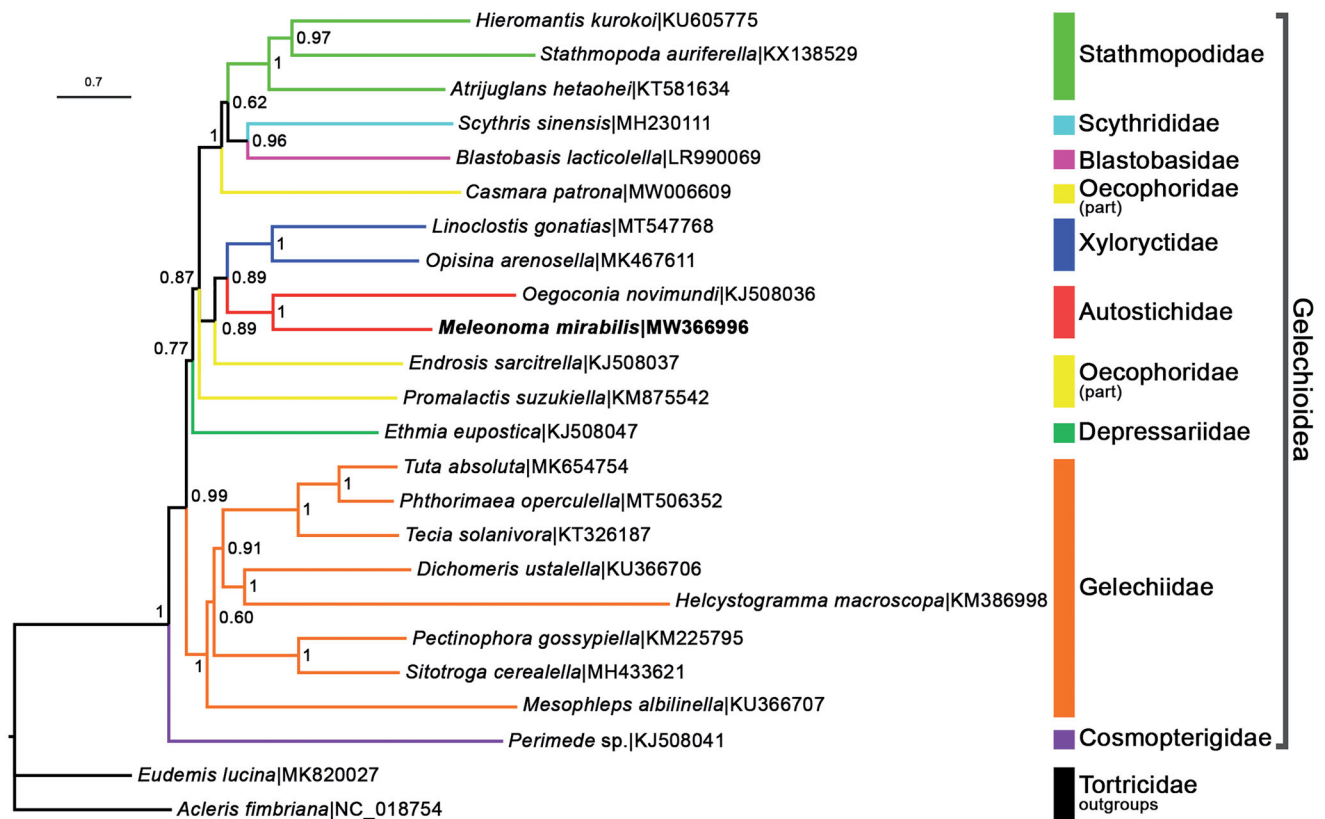 Hieromantis kurokoi|KU605775
0.97
Stathmopoda auriferella|KX138529
1
Atrijuglans hetaohei|KT581634
Stathmopodidae
0.7
0.62
1
Scythris sinensis|MH230111
Scythrididae
0.96
Blastobasis lacticolella|LR990069
Blastobasidae
Casmara patrona|MW006609
Oecophoridae
(part)
Linoclostis gonatias|MT547768
1
Opisina arenosella|MK467611
Xyloryctidae
0.87
0.89
Oegoconia novimundi|KJ508036
1
Meleonoma mirabilis|MW366996
Autostichidae
0.89
0.77
Endrosis sarcitrella|KJ508037
Promalactis suzukiella|KM875542
Oecophoridae
(part)
Ethmia eupostica|KJ508047
Depressariidae
Tuta absoluta|MK654754
1
Phthorimaea operculella|MT506352
0.99
1
Tecia solanivora|KT326187
0.91
Dichomeris ustalella|KU366706
1
Helcystogramma macroscopa|KM386998
Gelechiidae
1
0.60
Pectinophora gossypiella|KM225795
1
Sitotroga cerealella|MH433621
1
Mesophleps albilinella|KU366707
Perimede sp.|KJ508041
Cosmopterigidae
Gelechioidea
Eudemis lucina|MK820027
Acleris fimbriana|NC_018754
Tortricidae
outgroups